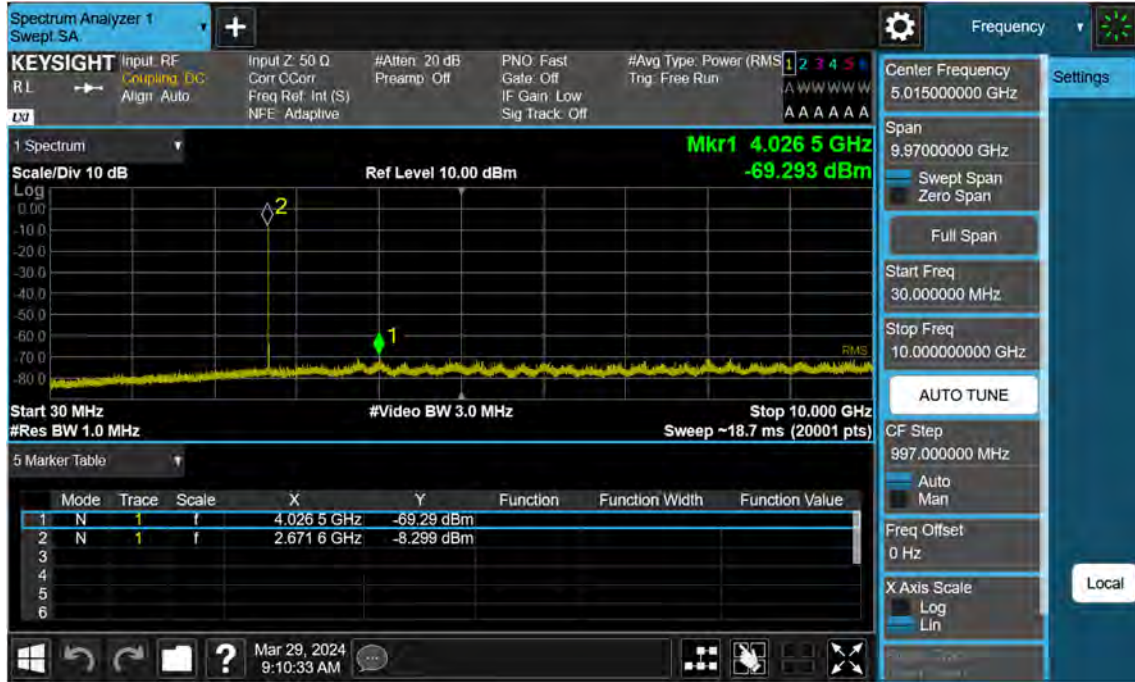 Spectrum Analyzer 1
Swept SA
Frequency
KEYSIGHT
RL
LXI
Input: RF
Coupling: DC
Align: Auto
Input Z: 50 Ω
Corr CCorr
Freq Ref: Int (S)
NFE: Adaptive
#Atten: 20 dB
Preamp: Off
PNO: Fast
Gate: Off
IF Gain: Low
Sig Track: Off
#Avg Type: Power (RMS
Trig: Free Run
1 2 3 4 5 6
A W W W W W
A A A A A A
1 Spectrum
Scale/Div 10 dB
Ref Level 10.00 dBm
Mkr1 4.026 5 GHz
-69.293 dBm
Log
0.00
-10.0
-20.0
-30.0
-40.0
-50.0
-60.0
-70.0
-80.0
2
1
RMS
Start 30 MHz
#Video BW 3.0 MHz
Stop 10.000 GHz
#Res BW 1.0 MHz
Sweep ~18.7 ms (20001 pts)
5 Marker Table
Mode Trace Scale X Y Function Function Width Function Value
1 N 1 f 4.026 5 GHz -69.29 dBm
2 N 1 f 2.671 6 GHz -8.299 dBm
3
4
5
6
Mar 29, 2024
9:10:33 AM
Center Frequency
5.015000000 GHz
Settings
Span
9.97000000 GHz
Swept Span
Zero Span
Full Span
Start Freq
30.000000 MHz
Stop Freq
10.000000000 GHz
AUTO TUNE
CF Step
997.000000 MHz
Auto
Man
Freq Offset
0 Hz
X Axis Scale
Log
Lin
Local